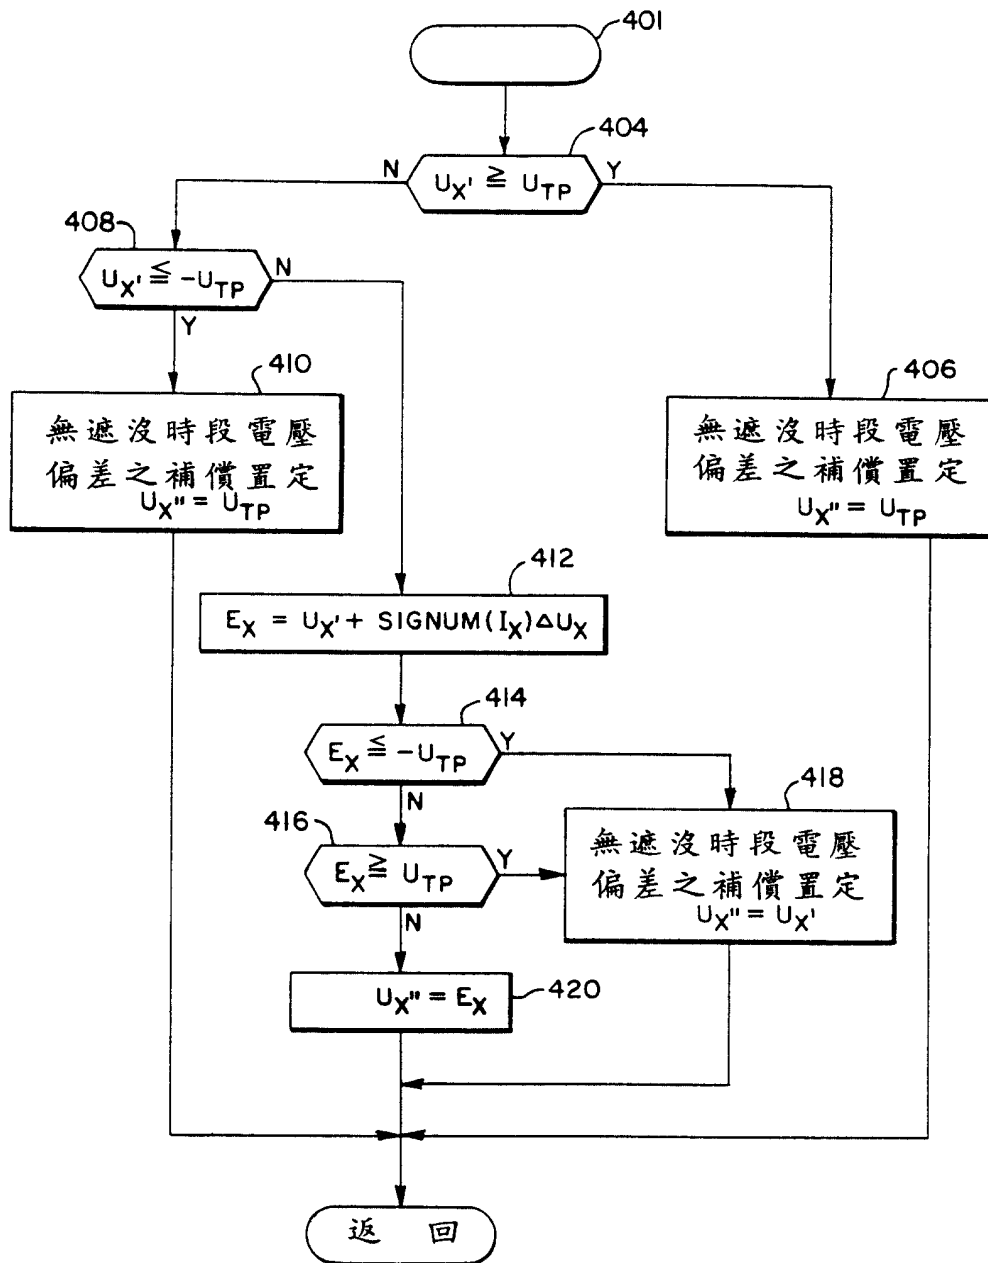 401
404
N
U_X' ≧ U_TP
Y
408
U_X' ≦ -U_TP
N
Y
410
無遮沒時段電壓
偏差之補償置定
U_X" = U_TP
406
無遮沒時段電壓
偏差之補償置定
U_X" = U_TP
412
E_X = U_X' + SIGNUM(I_X)ΔU_X
414
E_X ≦ -U_TP
Y
N
416
E_X ≧ U_TP
Y
N
418
無遮沒時段電壓
偏差之補償置定
U_X" = U_X'
U_X" = E_X
420
返 回